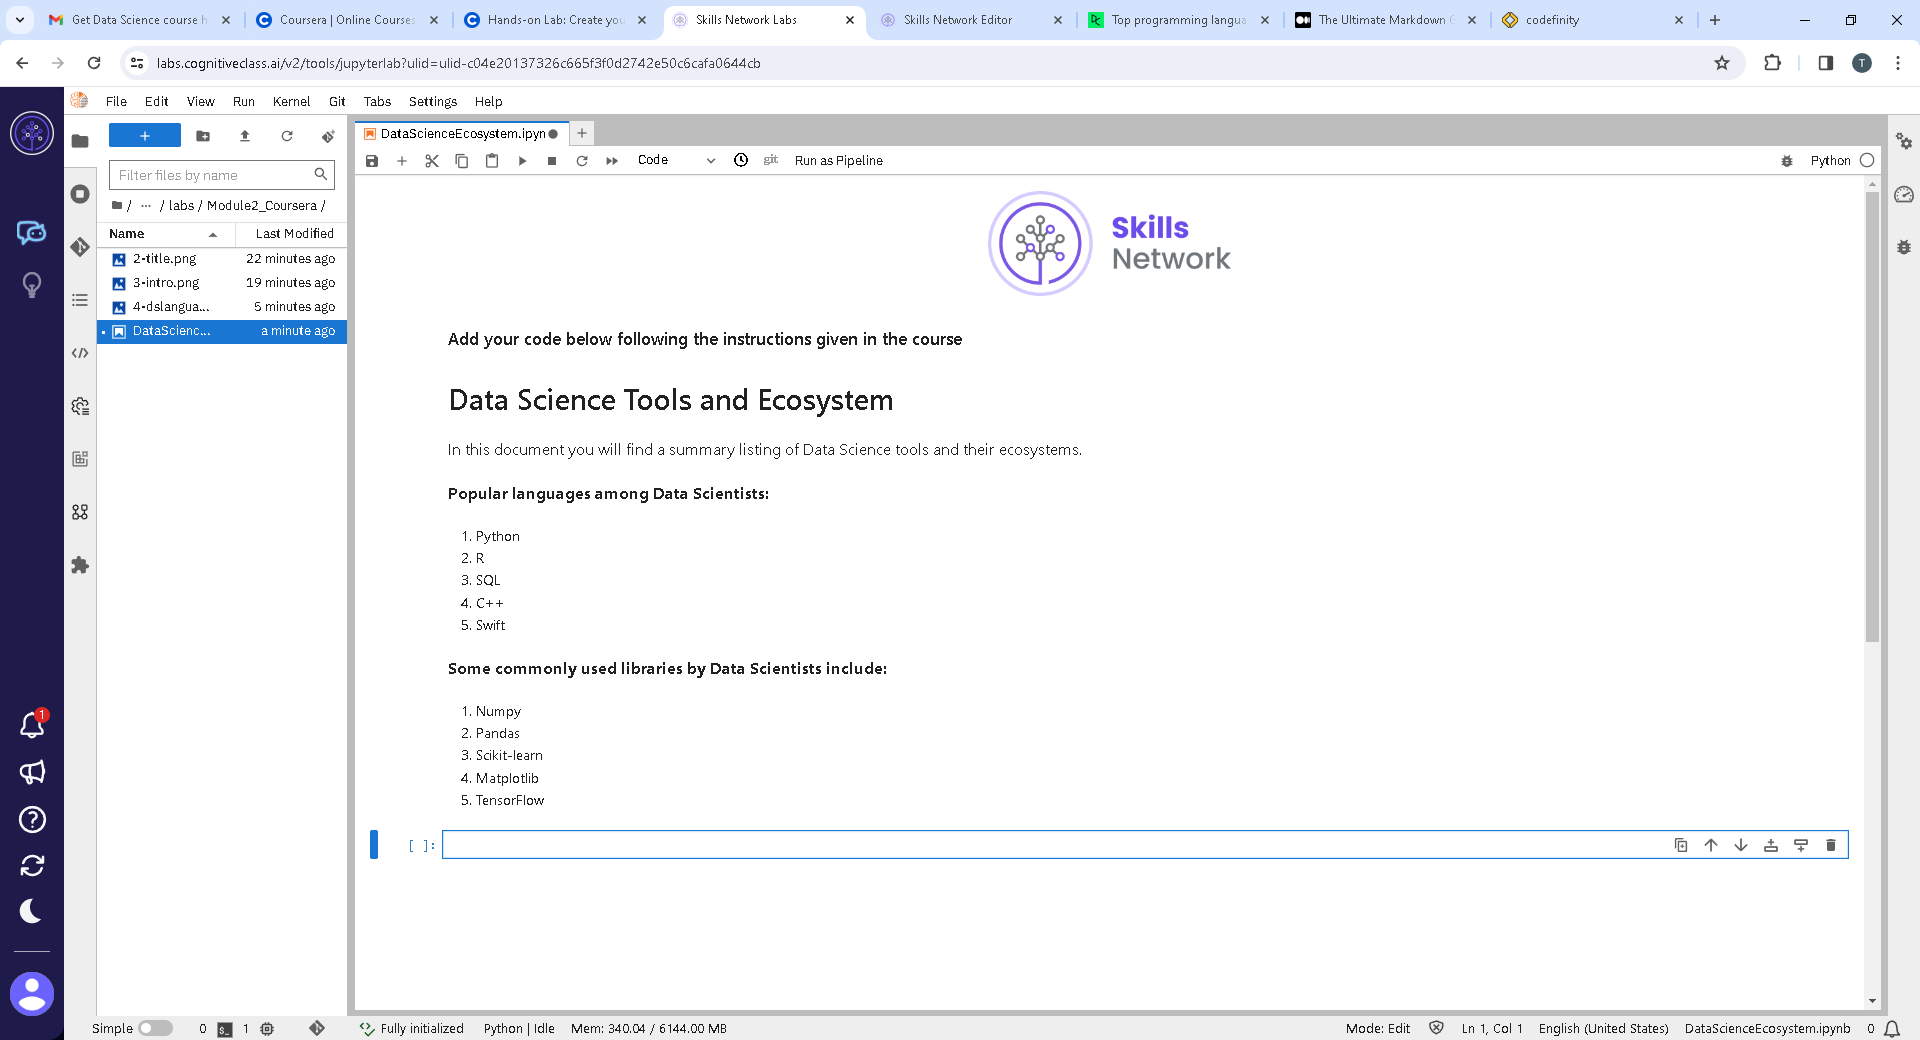 Get Data Science course h
Coursera | Online Courses
Hands-on Lab: Create you
Skills Network Labs
Skills Network Editor
Top programming langua
The Ultimate Markdown G
codefinity
labs.cognitiveclass.ai/v2/tools/jupyterlab?ulid=ulid-c04e20137326c665f3f0d2742e50c6cafa0644cb
T
File Edit View Run Kernel Git Tabs Settings Help
DataScienceEcosystem.ipyn
Code
git
Run as Pipeline
Python
Filter files by name
/ ··· / labs / Module2_Coursera /
Name Last Modified
2-title.png 22 minutes ago
3-intro.png 19 minutes ago
4-dslangua... 5 minutes ago
DataScienc... a minute ago
Skills
Network
Add your code below following the instructions given in the course
Data Science Tools and Ecosystem
In this document you will find a summary listing of Data Science tools and their ecosystems.
Popular languages among Data Scientists:
1. Python
2. R
3. SQL
4. C++
5. Swift
Some commonly used libraries by Data Scientists include:
1. Numpy
2. Pandas
3. Scikit-learn
4. Matplotlib
5. TensorFlow
[ ]:
1
Simple 0 $_ 1 Fully initialized Python | Idle Mem: 340.04 / 6144.00 MB Mode: Edit Ln 1, Col 1 English (United States) DataScienceEcosystem.ipynb 0